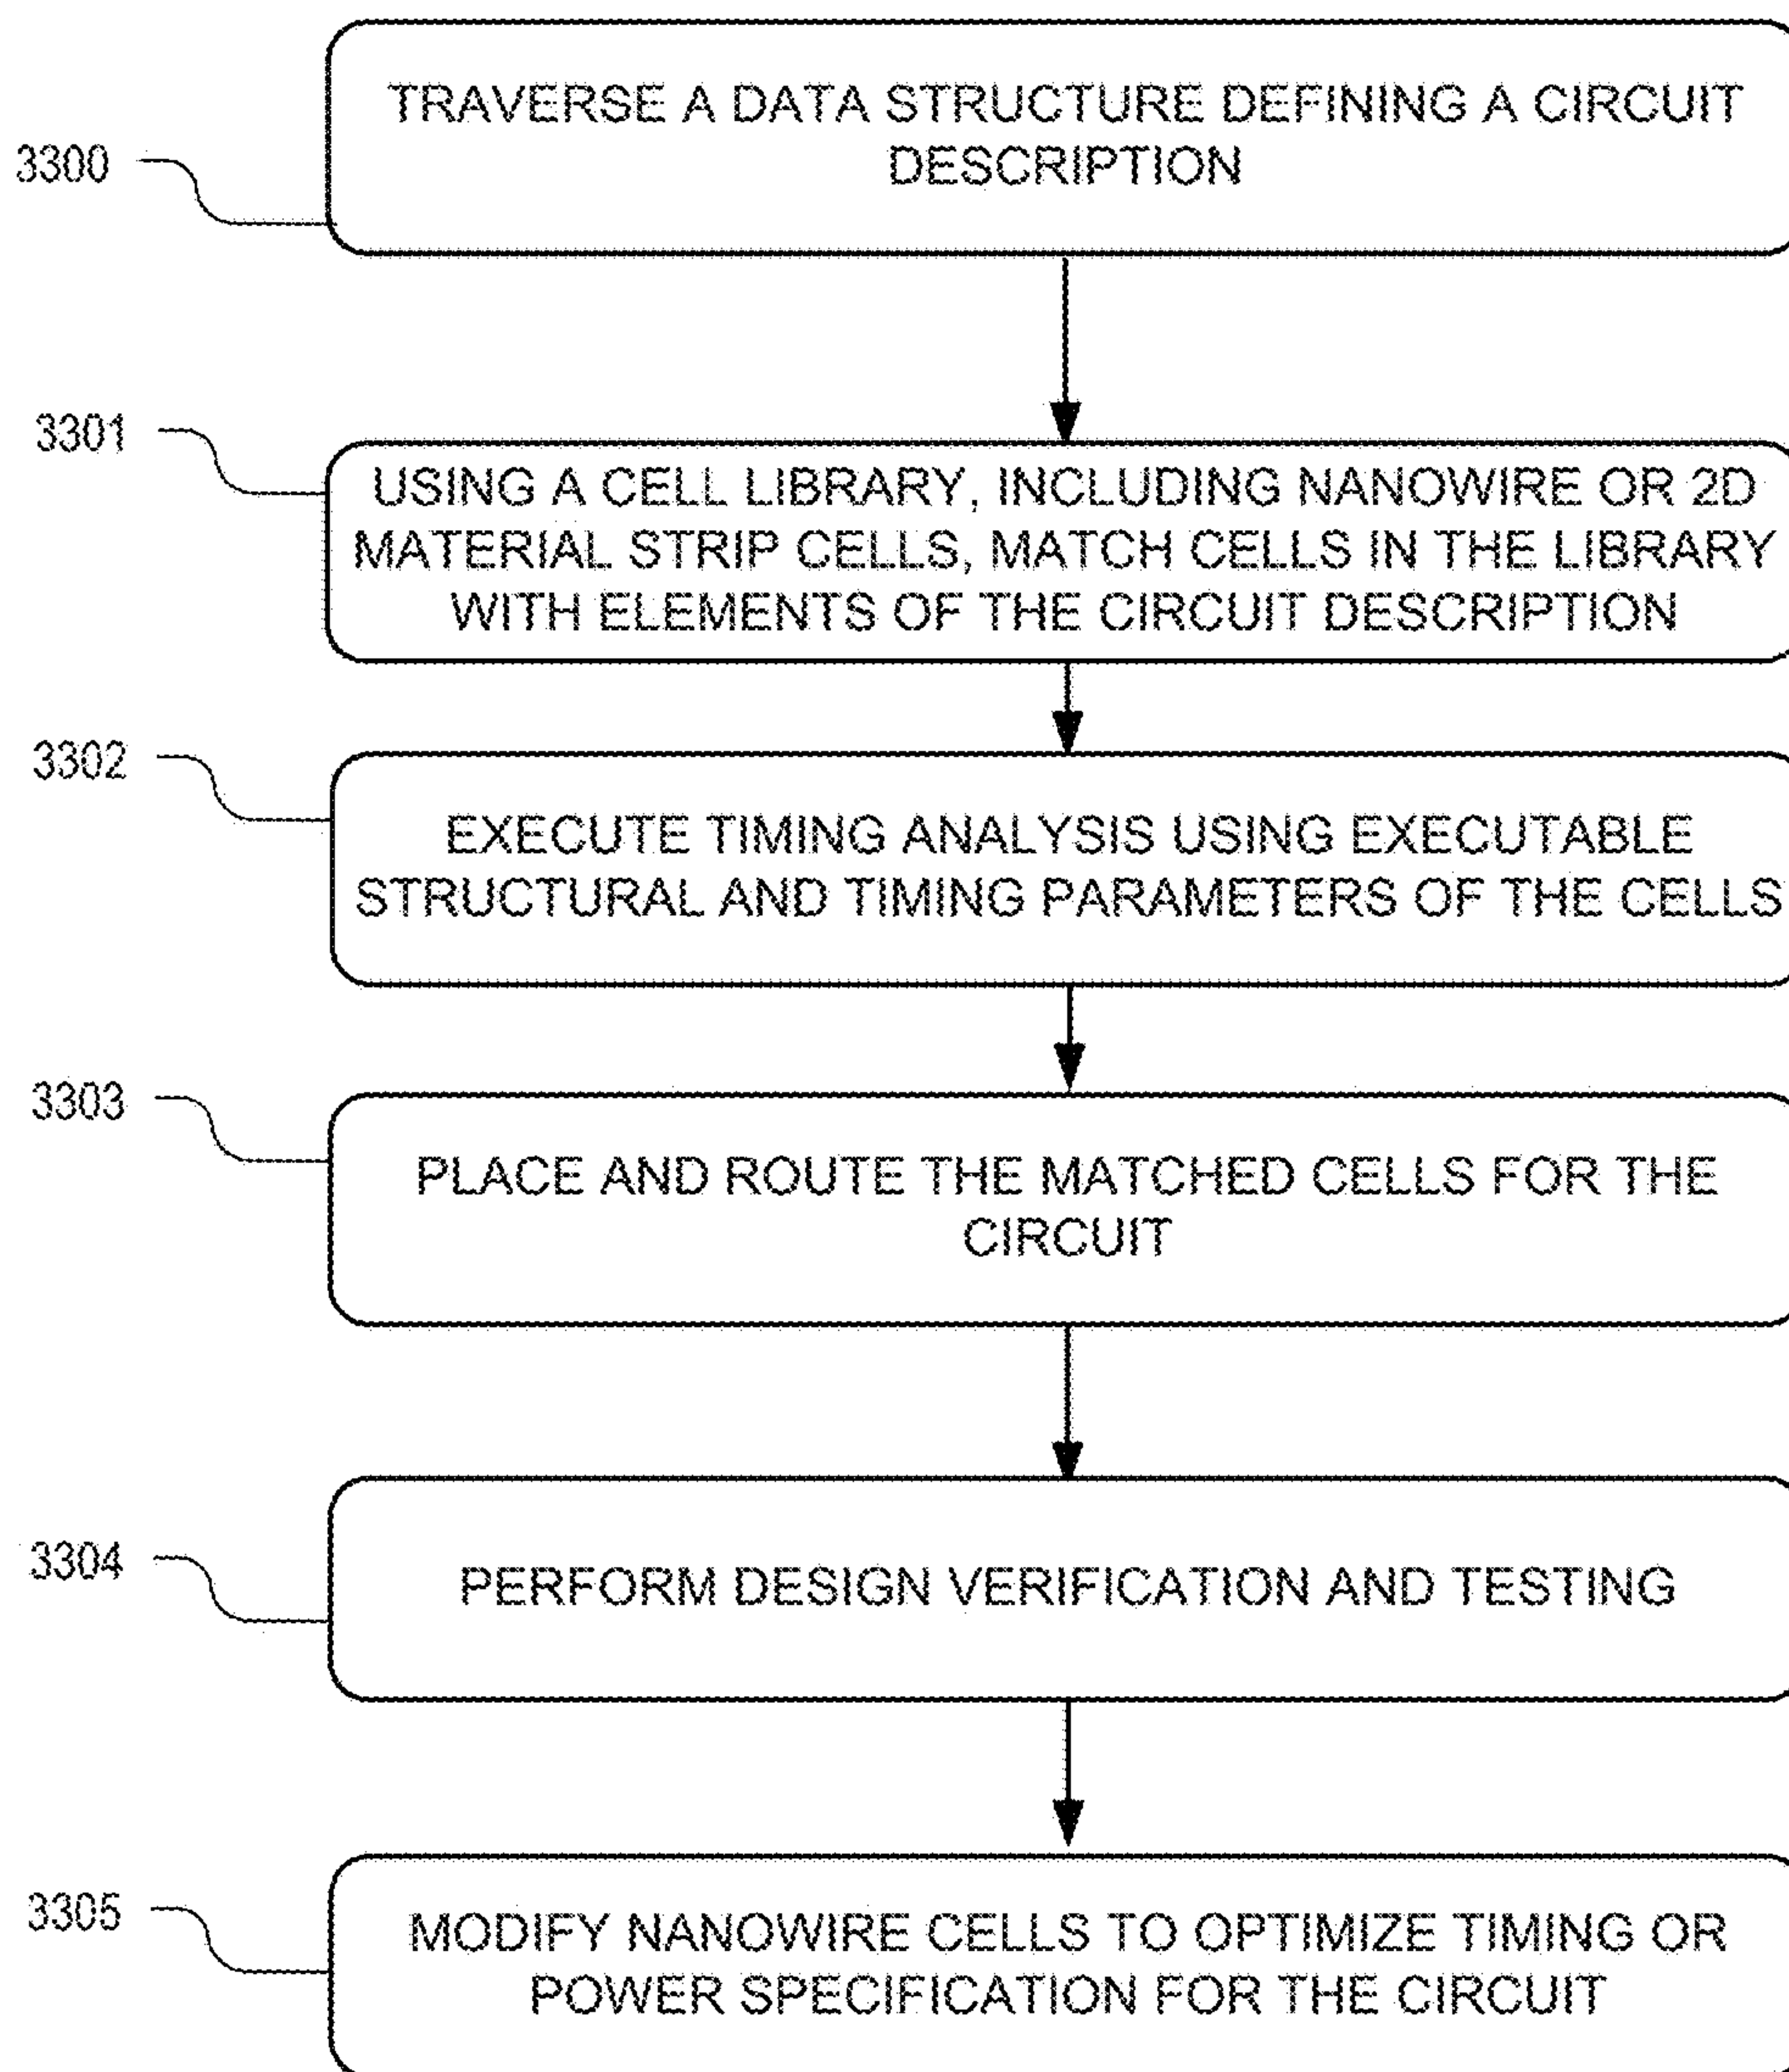 TRAVERSE A DATA STRUCTURE DEFINING A CIRCUIT
DESCRIPTION
3300
3301
USING A CELL LIBRARY, INCLUDING NANOWIRE OR 2D
MATERIAL STRIP CELLS, MATCH CELLS IN THE LIBRARY
WITH ELEMENTS OF THE CIRCUIT DESCRIPTION
3302
EXECUTE TIMING ANALYSIS USING EXECUTABLE
STRUCTURAL AND TIMING PARAMETERS OF THE CELLS
3303
PLACE AND ROUTE THE MATCHED CELLS FOR THE
CIRCUIT
3304
PERFORM DESIGN VERIFICATION AND TESTING
3305
MODIFY NANOWIRE CELLS TO OPTIMIZE TIMING OR
POWER SPECIFICATION FOR THE CIRCUIT